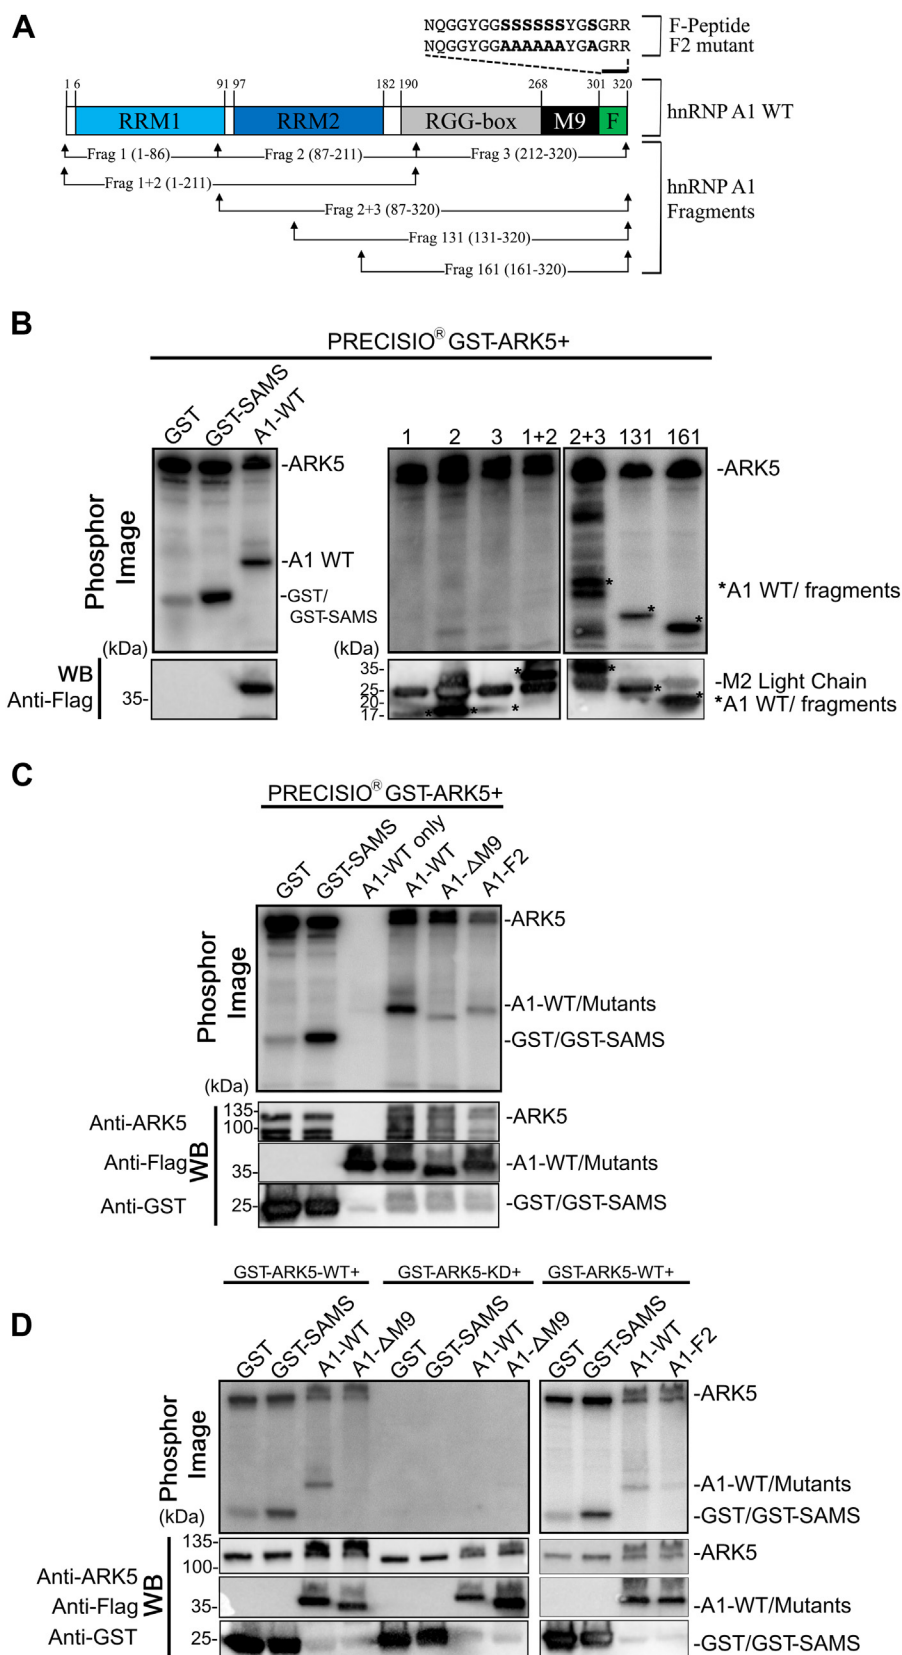 A
NQGGYGGSSSSSSYGSGRR
F-Peptide
NQGGYGGAAAAAAYGAGRR
F2 mutant
1 6 91 97 182 190 268 301 320
RRM1 RRM2 RGG-box M9 F
hnRNP A1 WT
Frag 1 (1-86) Frag 2 (87-211) Frag 3 (212-320)
Frag 1+2 (1-211)
Frag 2+3 (87-320)
Frag 131 (131-320)
Frag 161 (161-320)
hnRNP A1
Fragments
B
PRECISIO® GST-ARK5+
GST GST-SAMS A1-WT
1 2 3 1+2 2+3 131 161
Phosphor
Image
-ARK5
-A1 WT
-GST/
GST-SAMS
-ARK5
*
*
*
*A1 WT/ fragments
(kDa)
WB
Anti-Flag
35-
(kDa)
35-
25-
20-
17-
* * * * * * *
-M2 Light Chain
*A1 WT/ fragments
C
PRECISIO® GST-ARK5+
GST GST-SAMS A1-WT only A1-WT A1-ΔM9 A1-F2
Phosphor
Image
-ARK5
-A1-WT/Mutants
-GST/GST-SAMS
(kDa)
WB
Anti-ARK5
135-
100-
-ARK5
Anti-Flag
35-
-A1-WT/Mutants
Anti-GST
25-
-GST/GST-SAMS
D
GST-ARK5-WT+ GST-ARK5-KD+ GST-ARK5-WT+
GST GST-SAMS A1-WT A1-ΔM9 GST GST-SAMS A1-WT A1-ΔM9 GST GST-SAMS A1-WT A1-F2
Phosphor
Image
-ARK5
-A1-WT/Mutants
-GST/GST-SAMS
(kDa)
WB
Anti-ARK5
135-
100-
-ARK5
Anti-Flag
35-
-A1-WT/Mutants
Anti-GST
25-
-GST/GST-SAMS